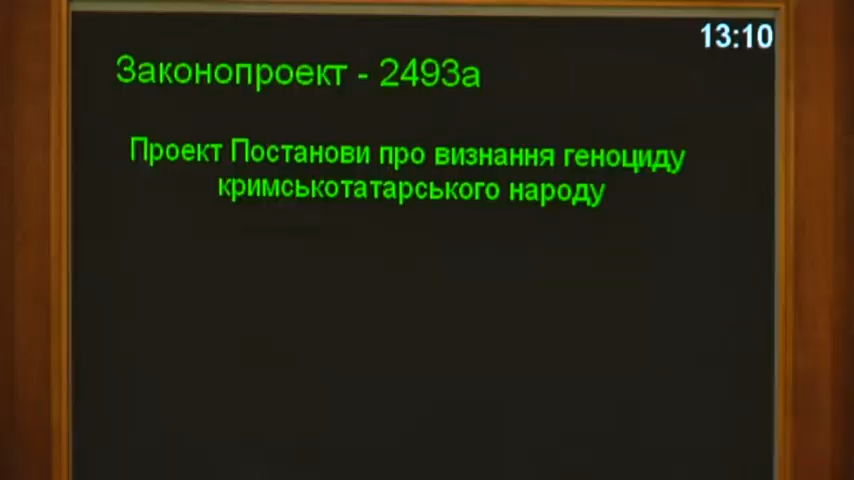 13:10
Законопроект - 2493а
Проект Постанови про визнання геноциду
кримськотатарського народу